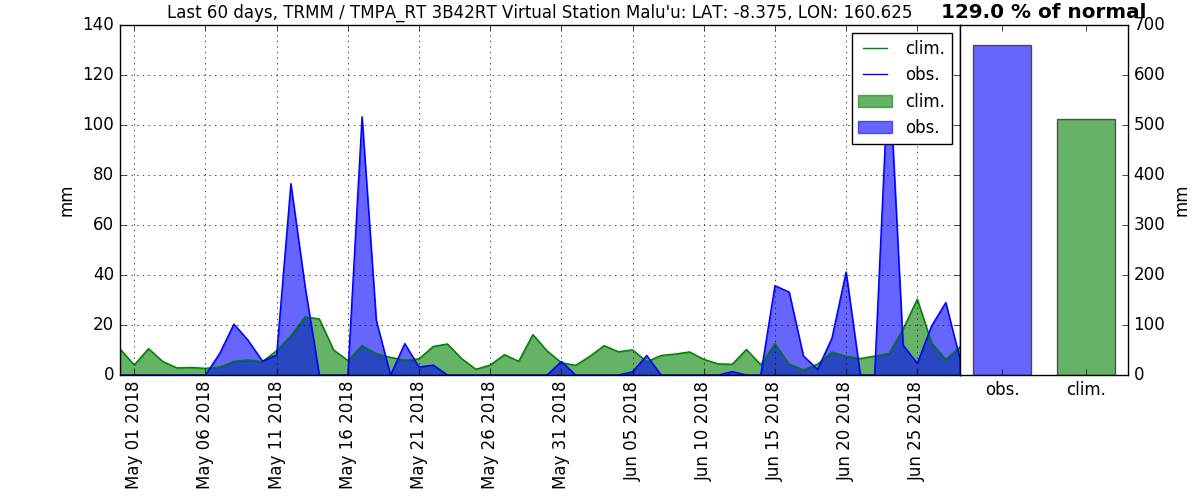 Last 60 days, TRMM / TMPA_RT 3B42RT Virtual Station Malu'u: LAT: -8.375, LON: 160.625
129.0 % of normal
140
120
100
80
60
40
20
0
mm
clim.
obs.
clim.
obs.
700
600
500
400
300
200
100
0
mm
obs.
clim.
May 01 2018
May 06 2018
May 11 2018
May 16 2018
May 21 2018
May 26 2018
May 31 2018
Jun 05 2018
Jun 10 2018
Jun 15 2018
Jun 20 2018
Jun 25 2018